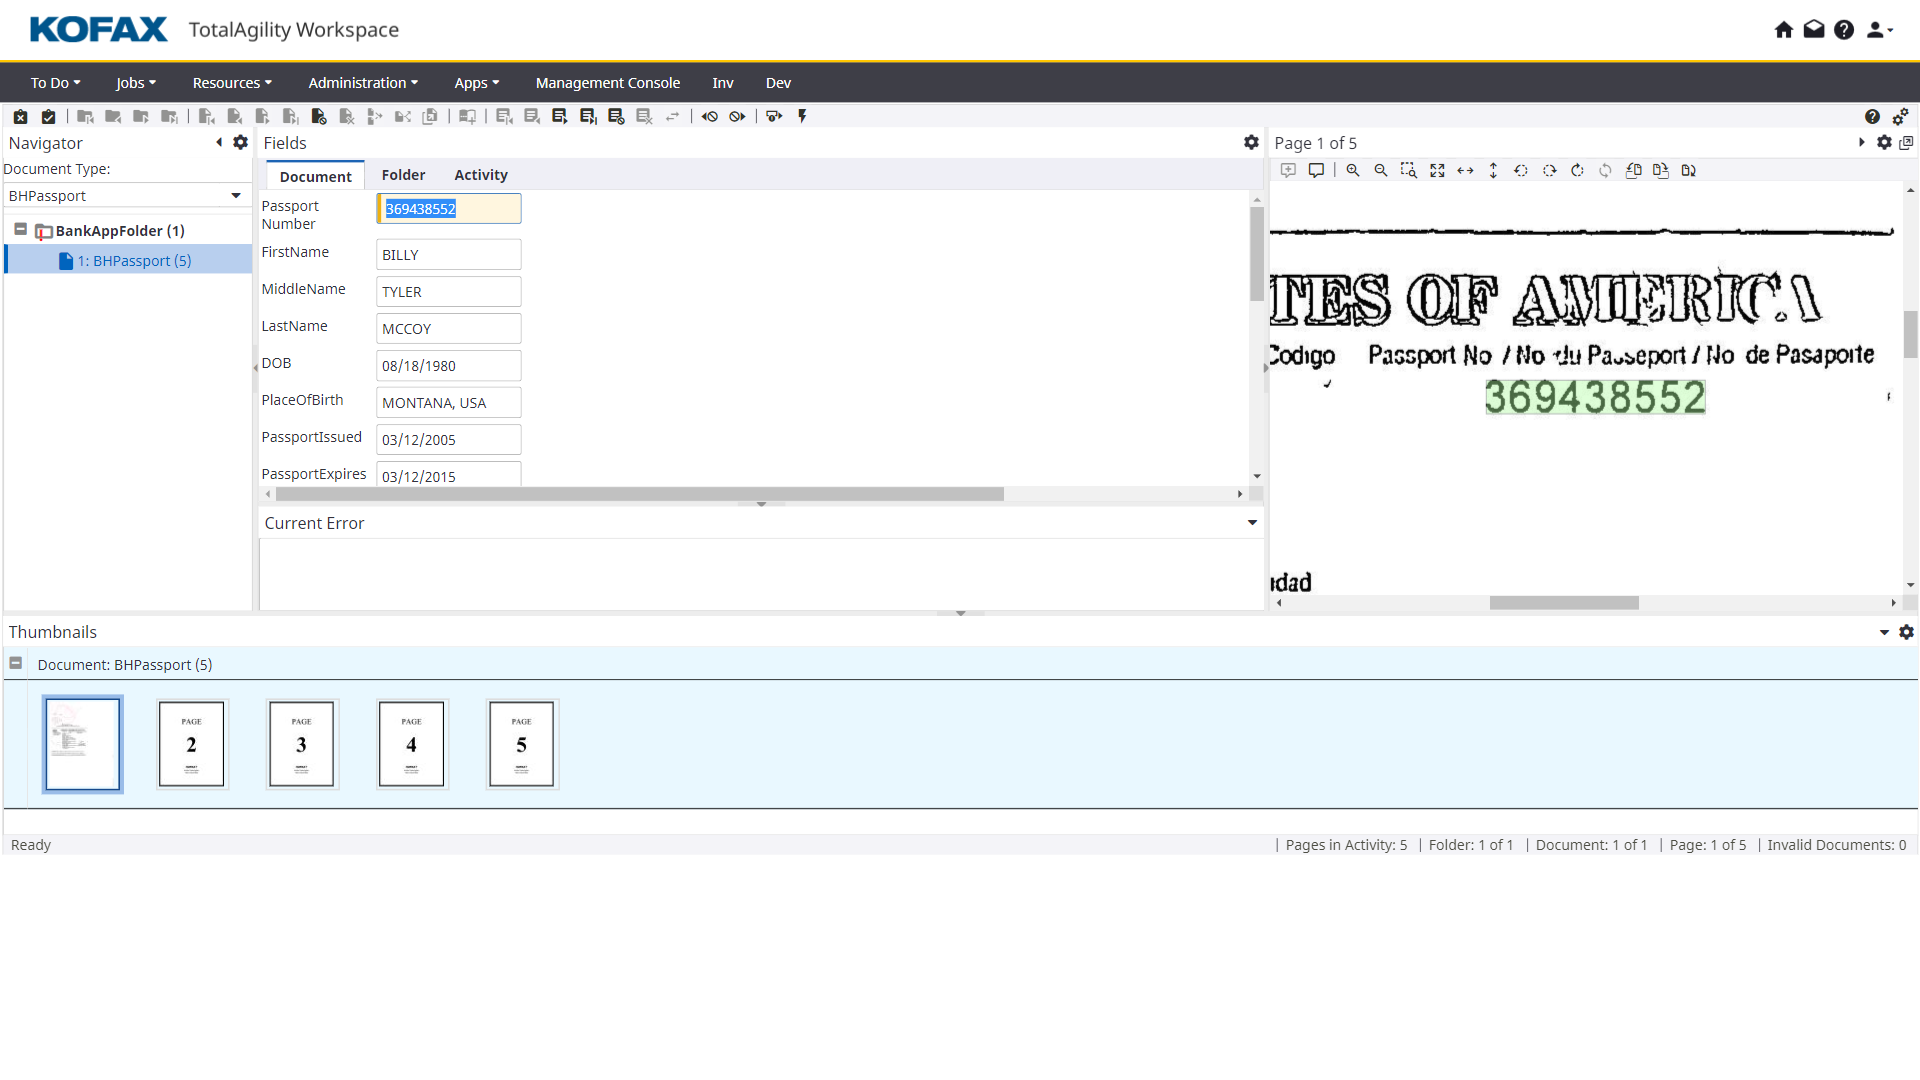 KOFAX TotalAgility Workspace
To Do Jobs Resources Administration Apps Management Console Inv Dev
Navigator
Document Type:
BHPassport
BankAppFolder (1)
1: BHPassport (5)
Fields
Document Folder Activity
Passport Number 369438552
FirstName BILLY
MiddleName TYLER
LastName MCCOY
DOB 08/18/1980
PlaceOfBirth MONTANA, USA
PassportIssued 03/12/2005
PassportExpires 03/12/2015
Current Error
Page 1 of 5
TES OF AMERICA
Codigo Passport No / No du Passeport / No de Pasaporte
369438552
dad
Thumbnails
Document: BHPassport (5)
PAGE 2
PAGE 3
PAGE 4
PAGE 5
Ready
| Pages in Activity: 5 | Folder: 1 of 1 | Document: 1 of 1 | Page: 1 of 5 | Invalid Documents: 0